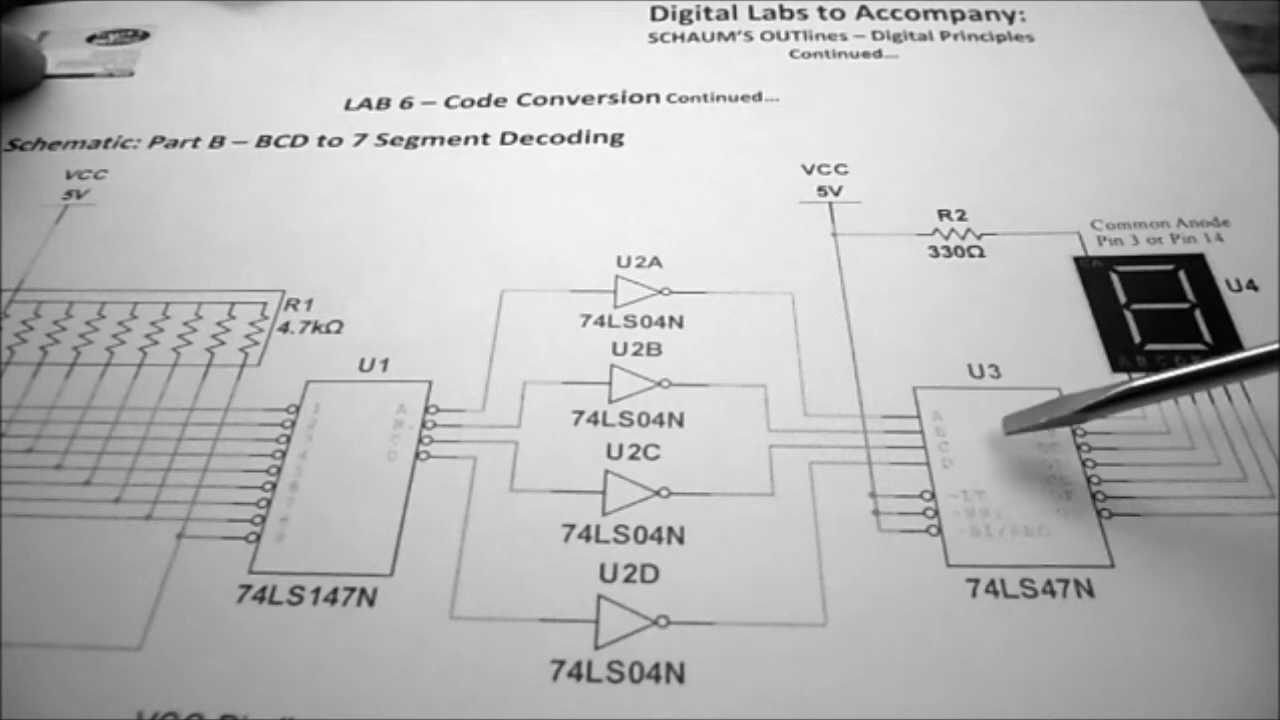 Digital Labs to Accompany:
SCHAUM'S OUTlines – Digital Principles
Continued...
LAB 6 – Code Conversion Continued...
Schematic: Part B – BCD to 7 Segment Decoding
VCC
5V
VCC
5V
R2
330Ω
Common Anode
Pin 3 or Pin 14
U4
R1
4.7kΩ
U2A
74LS04N
U2B
74LS04N
U2C
74LS04N
U2D
74LS04N
U1
A
B
C
D
74LS147N
U3
A
B
C
D
~LT
74LS47N